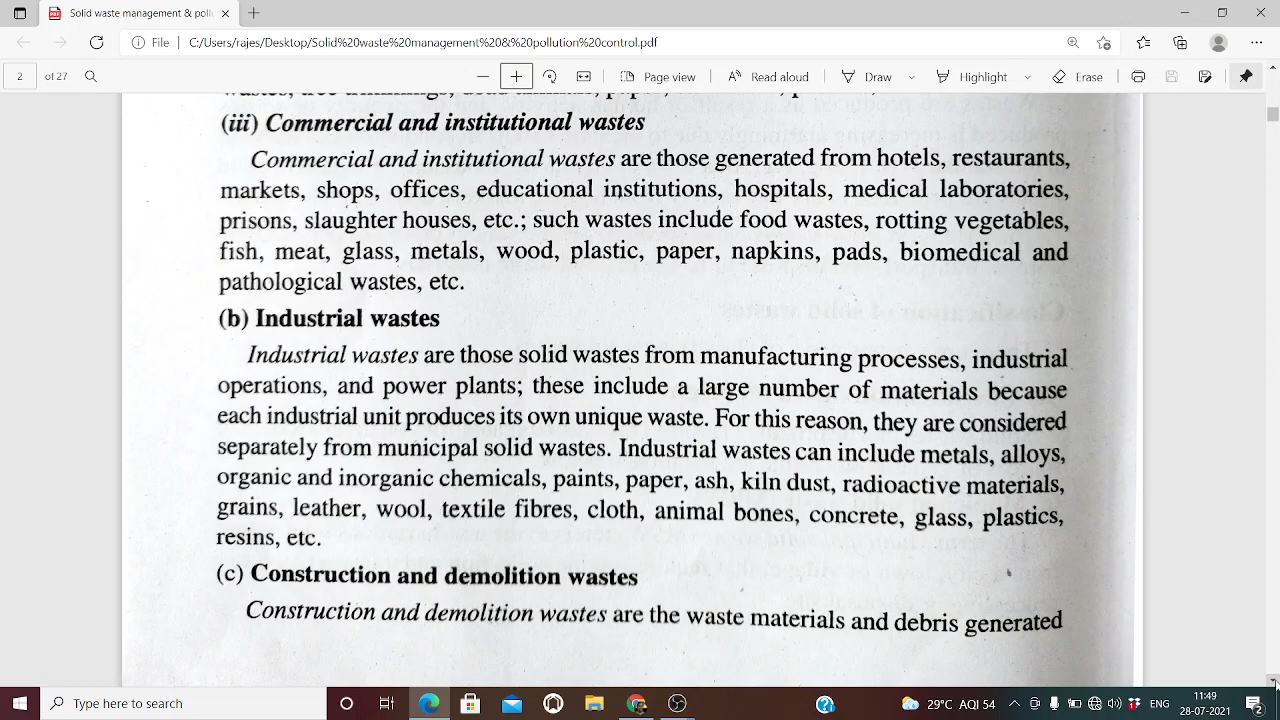 Solid waste management & poll
File | C:/Users/rajes/Desktop/Solid%20waste%20management%20&%20pollution%20control.pdf
2 of 27 Page view Read aloud Draw Highlight Erase
(iii) Commercial and institutional wastes
Commercial and institutional wastes are those generated from hotels, restaurants,
markets, shops, offices, educational institutions, hospitals, medical laboratories,
prisons, slaughter houses, etc.; such wastes include food wastes, rotting vegetables,
fish, meat, glass, metals, wood, plastic, paper, napkins, pads, biomedical and
pathological wastes, etc.
(b) Industrial wastes
Industrial wastes are those solid wastes from manufacturing processes, industrial
operations, and power plants; these include a large number of materials because
each industrial unit produces its own unique waste. For this reason, they are considered
separately from municipal solid wastes. Industrial wastes can include metals, alloys,
organic and inorganic chemicals, paints, paper, ash, kiln dust, radioactive materials,
grains, leather, wool, textile fibres, cloth, animal bones, concrete, glass, plastics,
resins, etc.
(c) Construction and demolition wastes
Construction and demolition wastes are the waste materials and debris generated
Type here to search
29°C AQI 54
ENG
11:49
28-07-2021